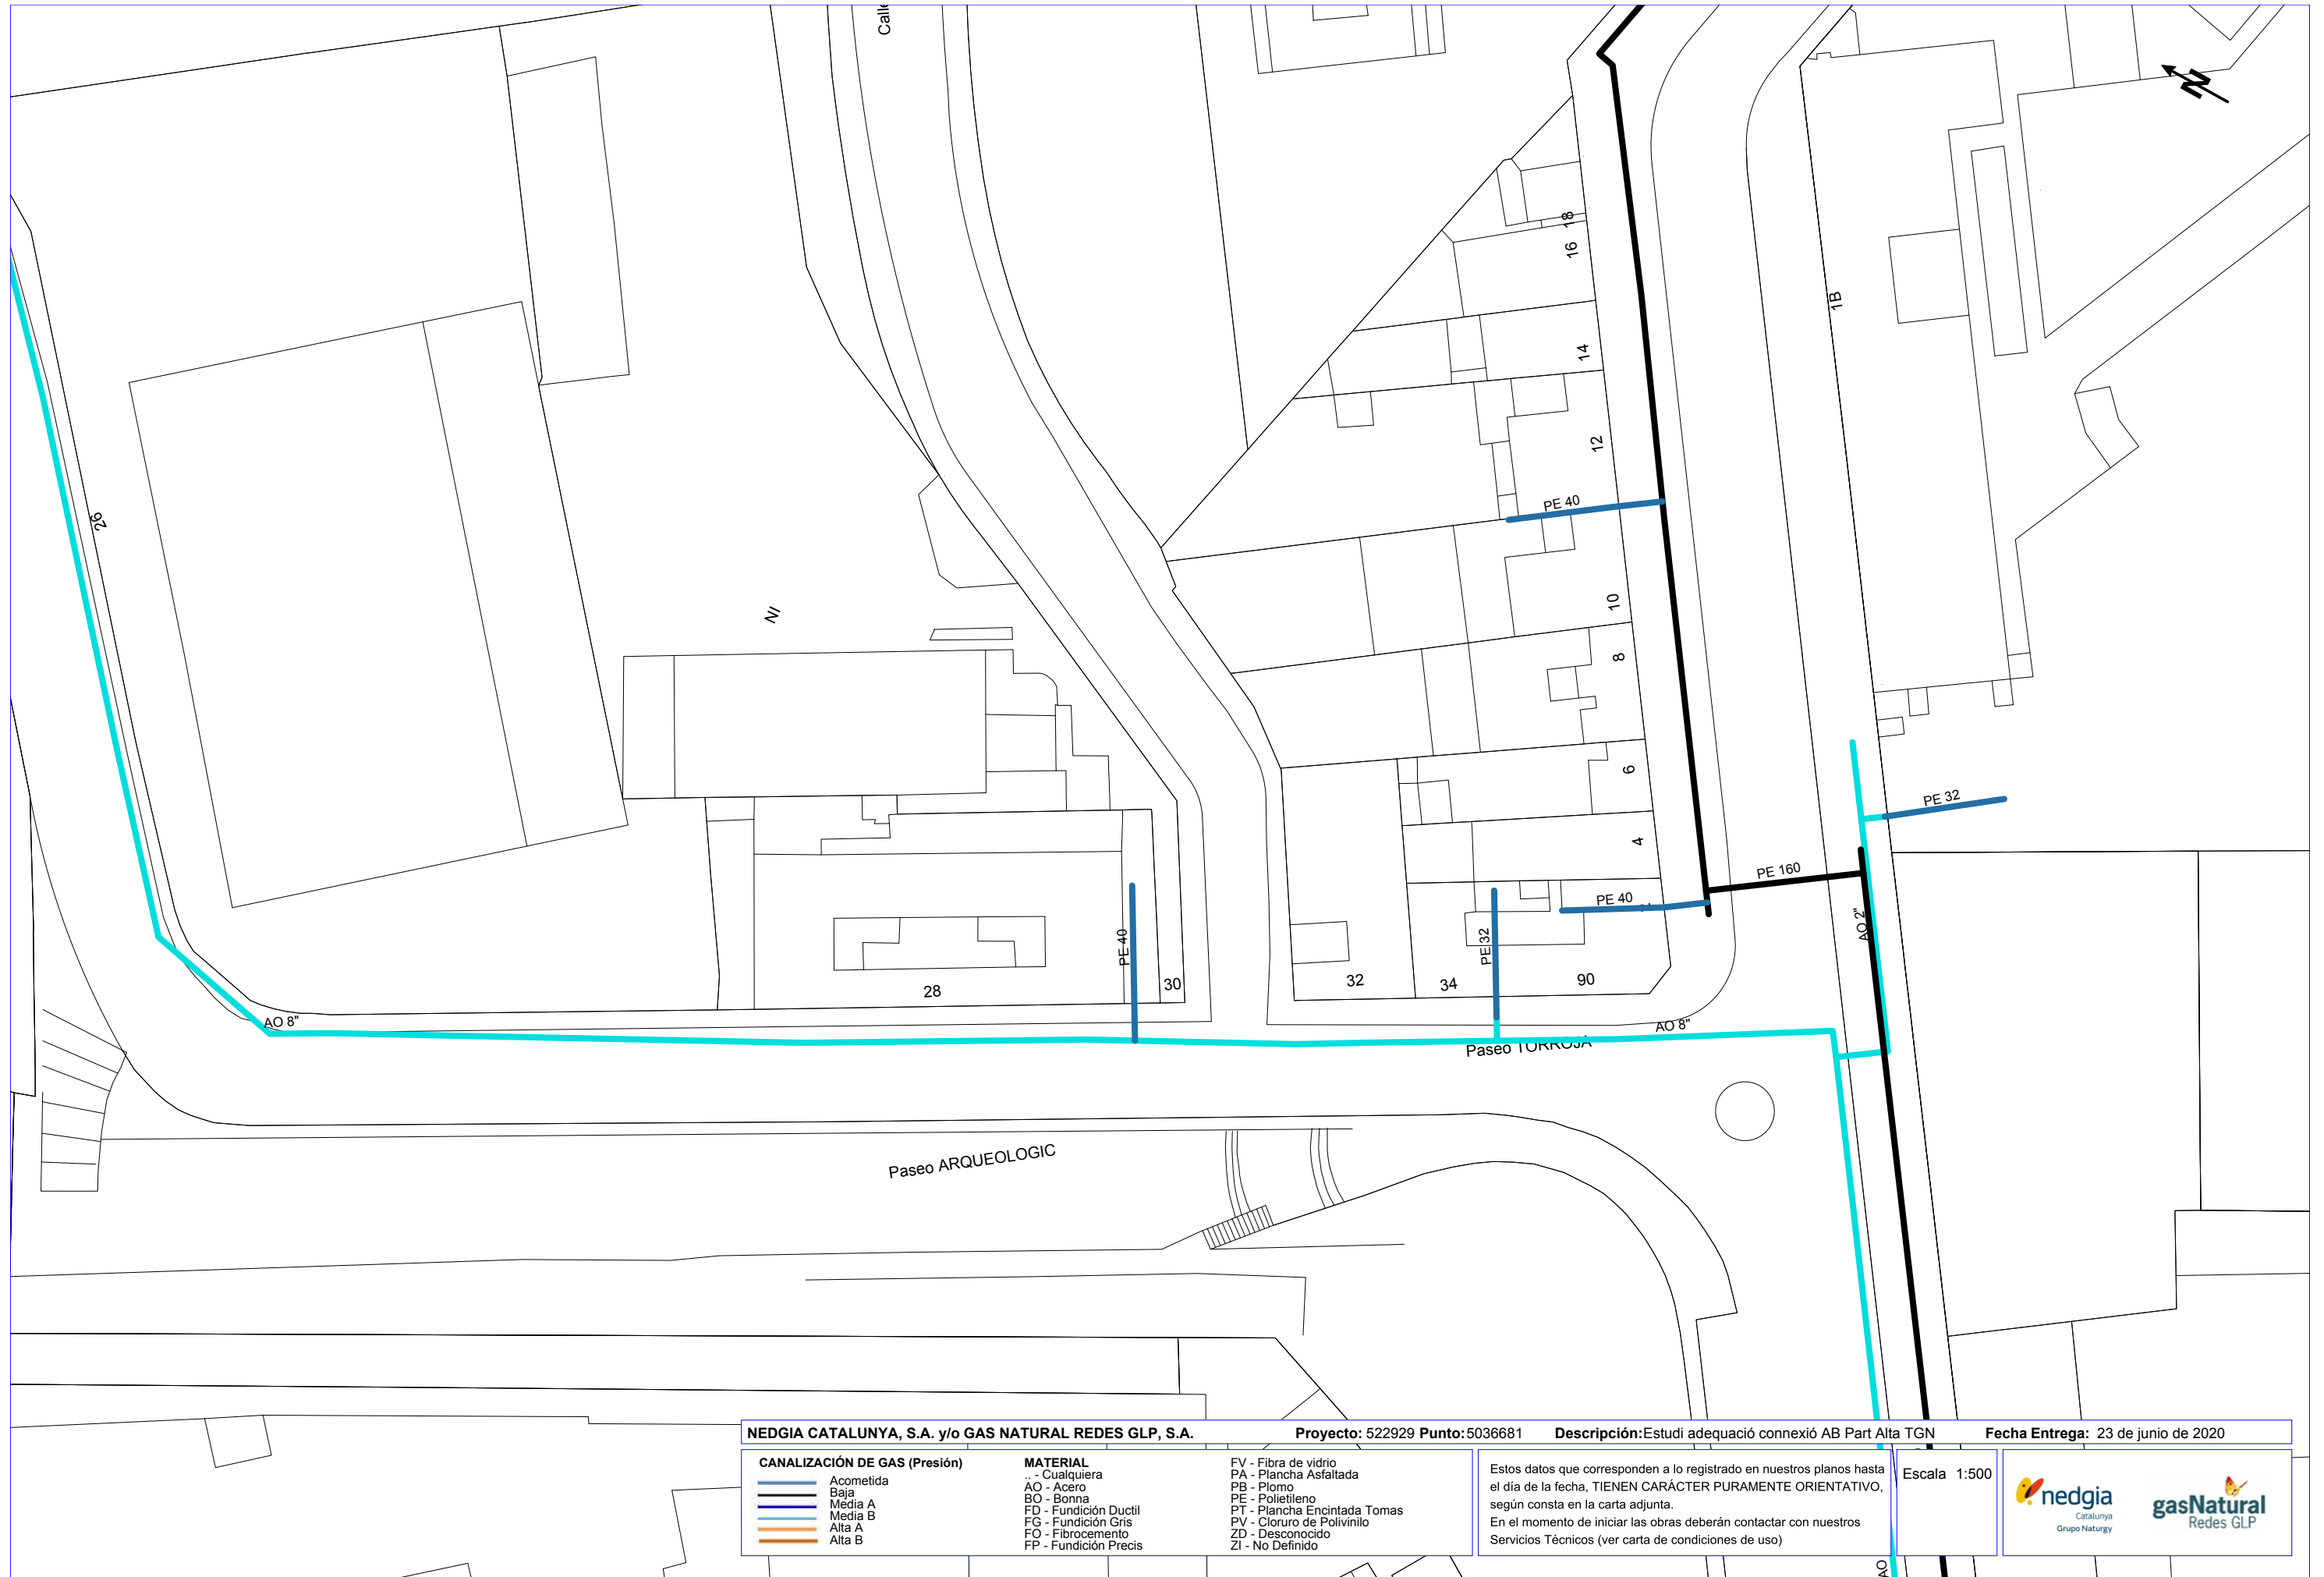 Calle
N
18
16
1B
14
12
26
PE 40
10
NI
8
6
PE 32
4
PE 160
PE 40
AO 2"
PE 40
PE 32
32
34
90
30
28
AO 8"
AO 8"
Paseo TORROJA
Paseo ARQUEOLOGIC
NEDGIA CATALUNYA, S.A. y/o GAS NATURAL REDES GLP, S.A. Proyecto: 522929 Punto:5036681 Descripción:Estudi adequació connexió AB Part Alta TGN Fecha Entrega: 23 de junio de 2020
CANALIZACIÓN DE GAS (Presión)
Acometida
Baja
Media A
Media B
Alta A
Alta B
MATERIAL
.. - Cualquiera
AO - Acero
BO - Bonna
FD - Fundición Ductil
FG - Fundición Gris
FO - Fibrocemento
FP - Fundición Precis
FV - Fibra de vidrio
PA - Plancha Asfaltada
PB - Plomo
PE - Polietileno
PT - Plancha Encintada Tomas
PV - Cloruro de Polivinilo
ZD - Desconocido
ZI - No Definido
Estos datos que corresponden a lo registrado en nuestros planos hasta
el día de la fecha, TIENEN CARÁCTER PURAMENTE ORIENTATIVO,
según consta en la carta adjunta.
En el momento de iniciar las obras deberán contactar con nuestros
Servicios Técnicos (ver carta de condiciones de uso)
Escala 1:500
nedgia
Catalunya
Grupo Naturgy
gasNatural
Redes GLP
AO